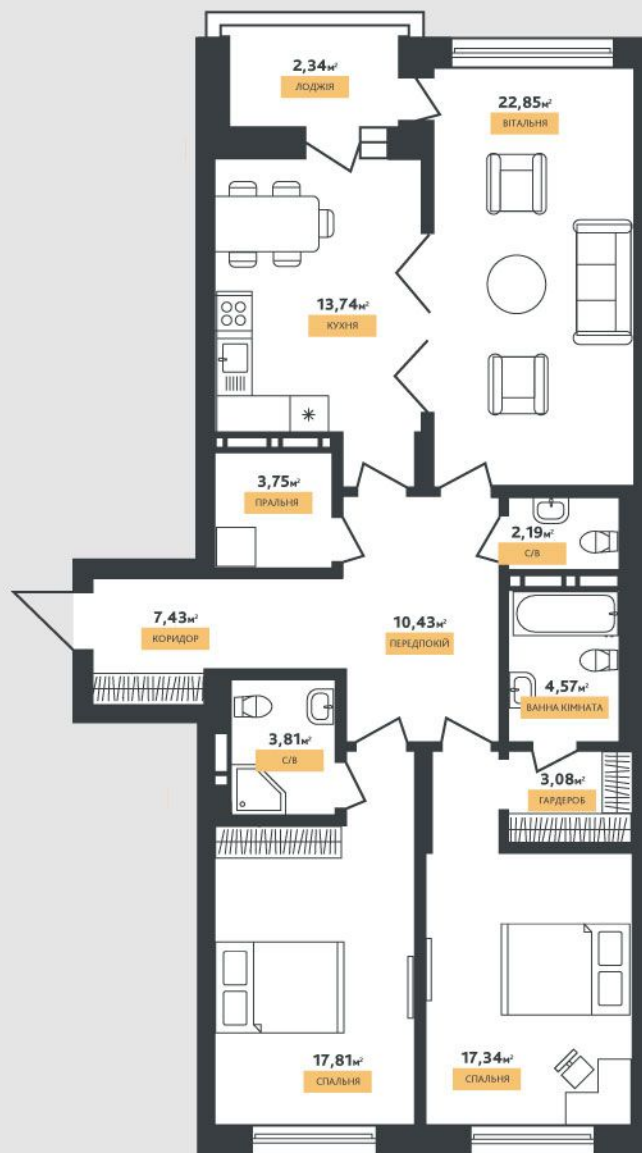 2,34м²
ЛОДЖІЯ
22,85м²
ВІТАЛЬНЯ
13,74м²
КУХНЯ
3,75м²
ПРАЛЬНЯ
2,19м²
С/В
7,43м²
КОРИДОР
10,43м²
ПЕРЕДПОКІЙ
4,57м²
ВАННА КІМНАТА
3,81м²
С/В
3,08м²
ГАРДЕРОБ
17,81м²
СПАЛЬНЯ
17,34м²
СПАЛЬНЯ